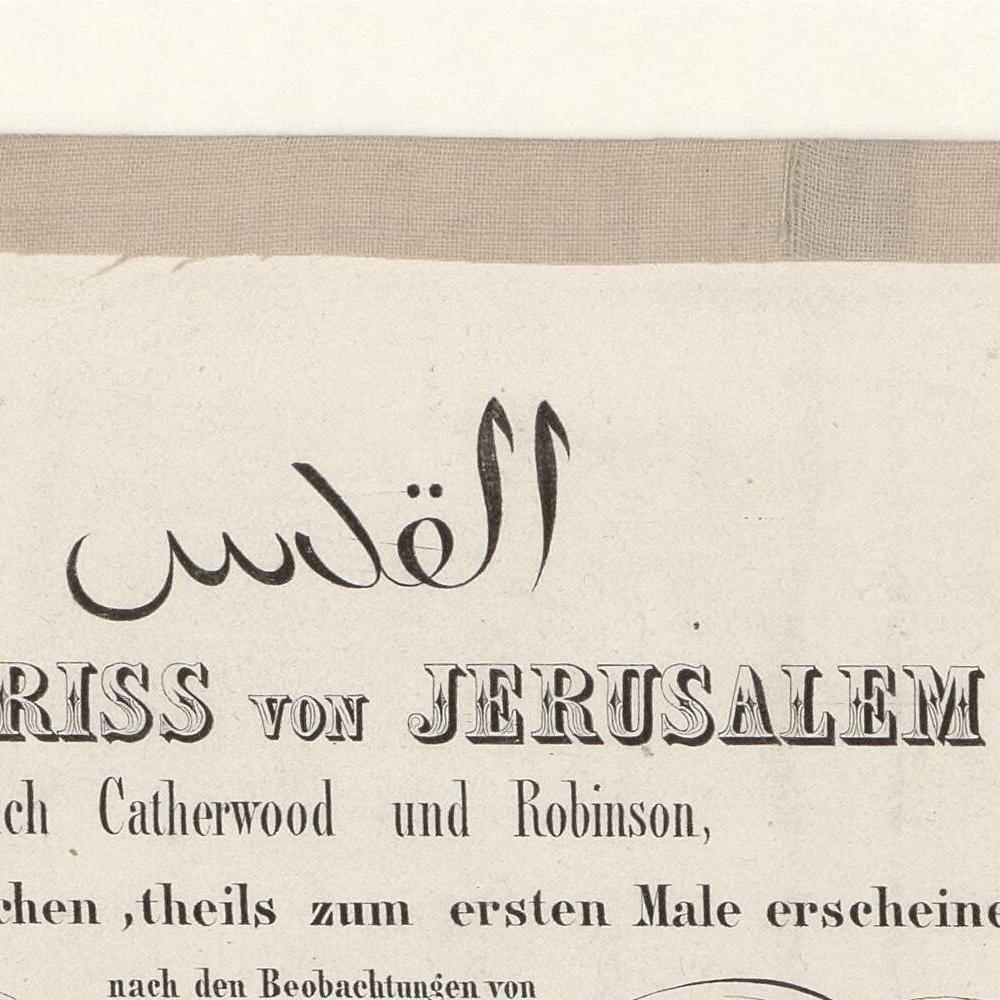 القدس
RISS VON JERUSALEM
ch Catherwood und Robinson,
chen ,theils zum ersten Male erscheine
nach den Beobachtungen von